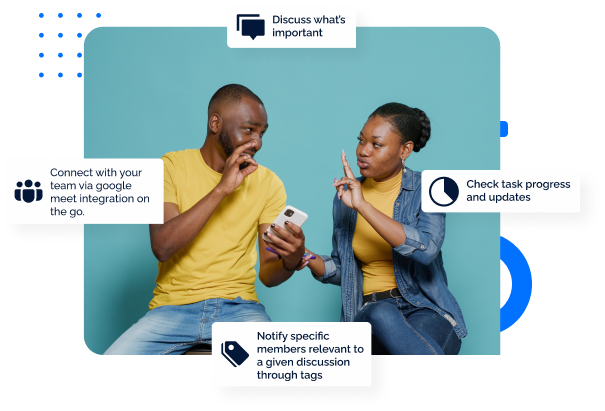 Discuss what's
important
Connect with your
team via google
meet integration on
the go.
Check task progress
and updates
Notify specific
members relevant to
a given discussion
through tags